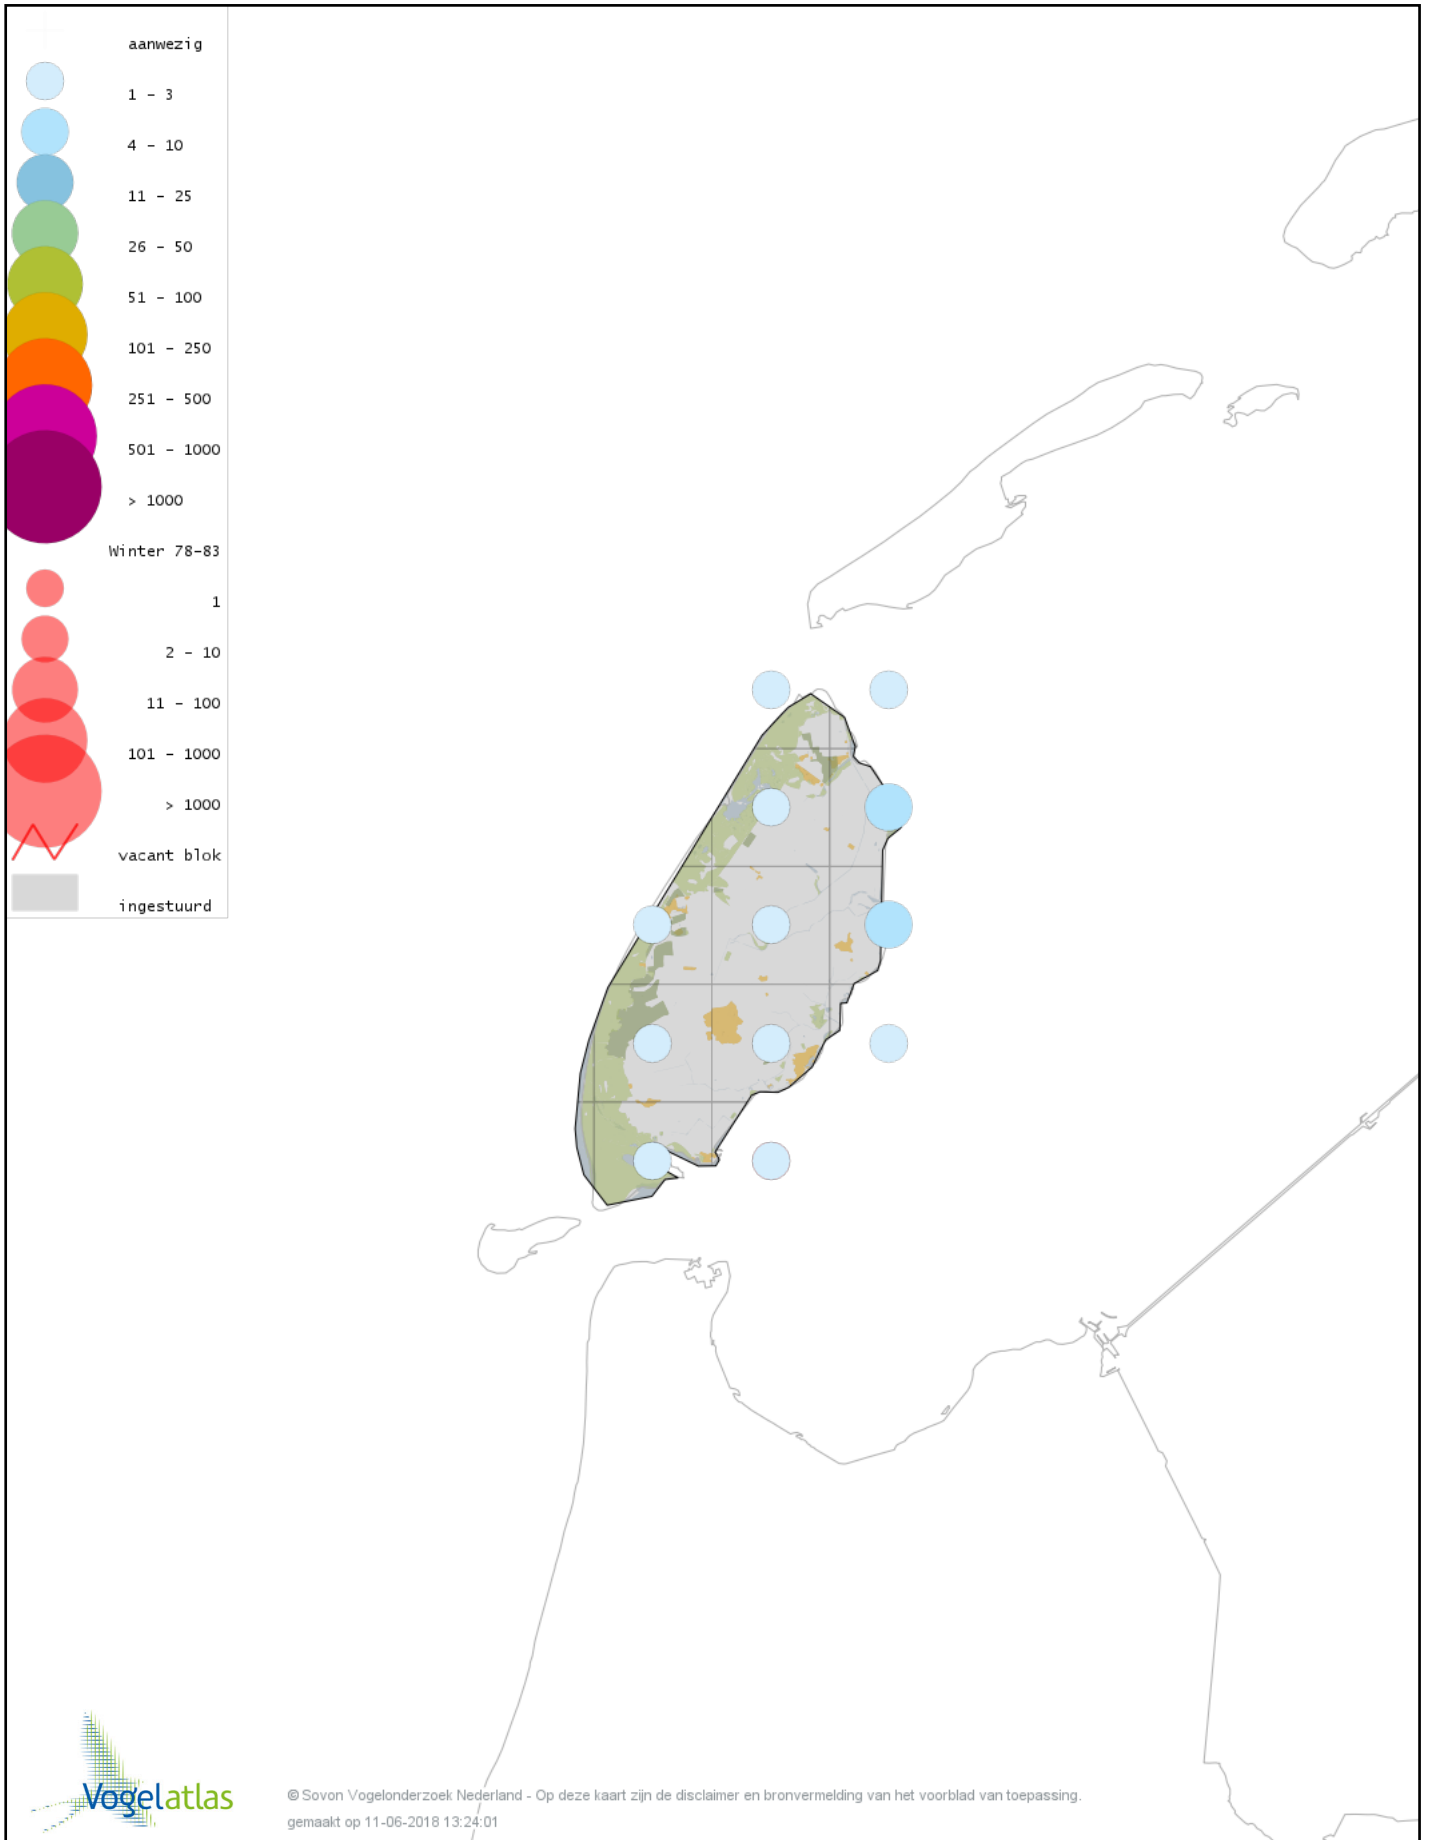 aanwezig
1 - 3
4 - 10
11 - 25
26 - 50
51 - 100
101 - 250
251 - 500
501 - 1000
> 1000
Winter 78-83
1
2 - 10
11 - 100
101 - 1000
> 1000
vacant blok
ingestuurd
Vogelatlas
© Sovon Vogelonderzoek Nederland - Op deze kaart zijn de disclaimer en bronvermelding van het voorblad van toepassing.
gemaakt op 11-06-2018 13:24:01